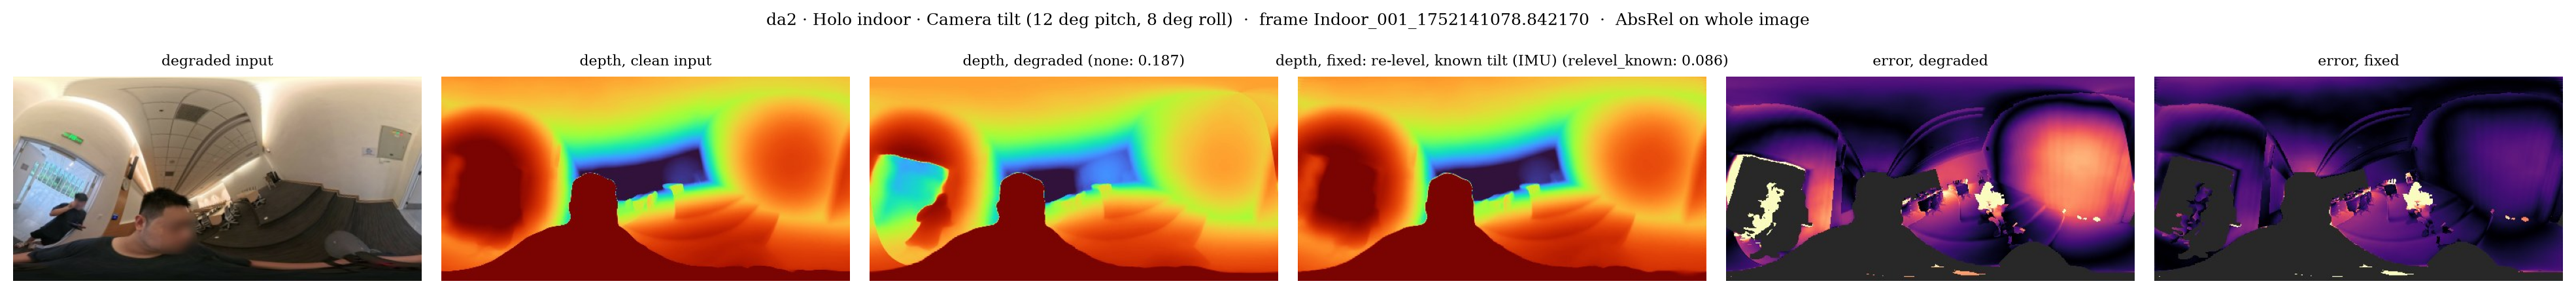 da2 · Holo indoor · Camera tilt (12 deg pitch, 8 deg roll) · frame Indoor_001_1752141078.842170 · AbsRel on whole image
degraded input
depth, clean input
depth, degraded (none: 0.187)
depth, fixed: re-level, known tilt (IMU) (relevel_known: 0.086)
error, degraded
error, fixed